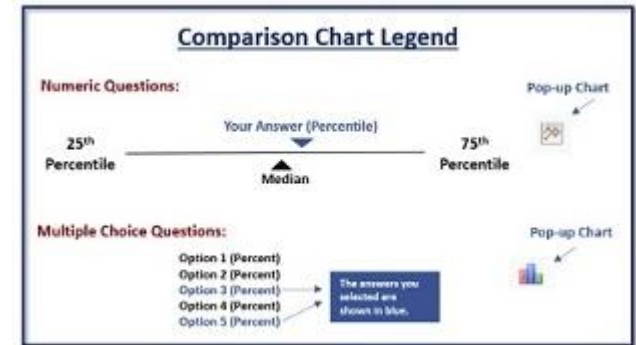 Comparison Chart Legend
Numeric Questions:
Pop-up Chart
Your Answer (Percentile)
25th
Percentile
75th
Percentile
Median
Multiple Choice Questions:
Pop-up Chart
Option 1 (Percent)
Option 2 (Percent)
Option 3 (Percent)
Option 4 (Percent)
Option 5 (Percent)
The answers you
selected are
shown in blue.